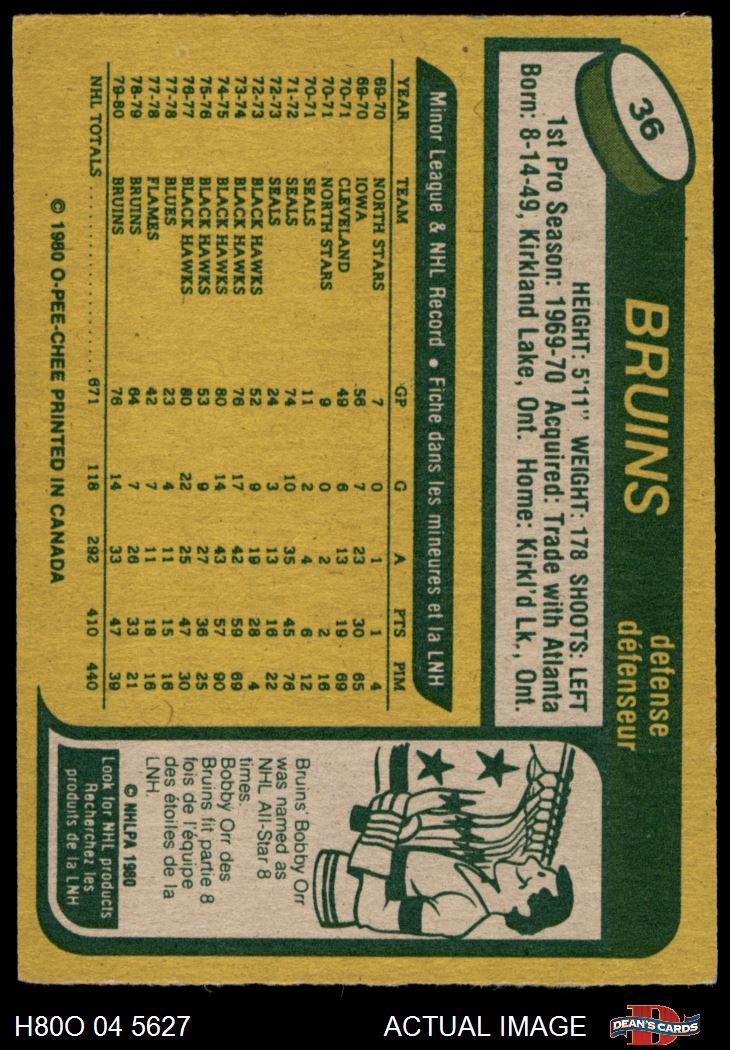 36
BRUINS
defense
défenseur
HEIGHT: 5'11" WEIGHT: 178 SHOOTS: LEFT
1st Pro Season: 1969-70 Acquired: Trade with Atlanta
Born: 8-14-49, Kirkland Lake, Ont. Home: Kirkl'd Lk., Ont.
Minor League & NHL Record • Fiche dans les mineures et la LNH
YEAR TEAM GP G A PTS PIM
69-70 NORTH STARS 7 0 1 1 4
69-70 IOWA 56 7 23 30 65
70-71 CLEVELAND 49 6 13 19 69
70-71 NORTH STARS 9 0 2 2 16
70-71 SEALS 11 2 4 6 12
71-72 SEALS 74 10 35 45 76
72-73 SEALS 24 3 13 16 22
72-73 BLACK HAWKS 52 9 19 28 4
73-74 BLACK HAWKS 76 17 42 59 69
74-75 BLACK HAWKS 80 14 43 57 90
75-76 BLACK HAWKS 53 9 27 36 25
76-77 BLACK HAWKS 80 22 25 47 30
77-78 BLUES 23 4 11 15 16
77-78 FLAMES 42 7 11 18 16
78-79 BRUINS 64 7 26 33 21
79-80 BRUINS 76 14 33 47 39
NHL TOTALS ........................ 671 118 292 410 440
© 1980 O-PEE-CHEE PRINTED IN CANADA
Bruins' Bobby Orr
was named as
NHL All-Star 8
times.
Bobby Orr des
Bruins fit partie 8
fois de l'équipe
des étoiles de la
LNH.
© NHLPA 1980
Look for NHL products
Recherchez les
produits de la LNH
H80O 04 5627
ACTUAL IMAGE
D
DEAN'S CARDS